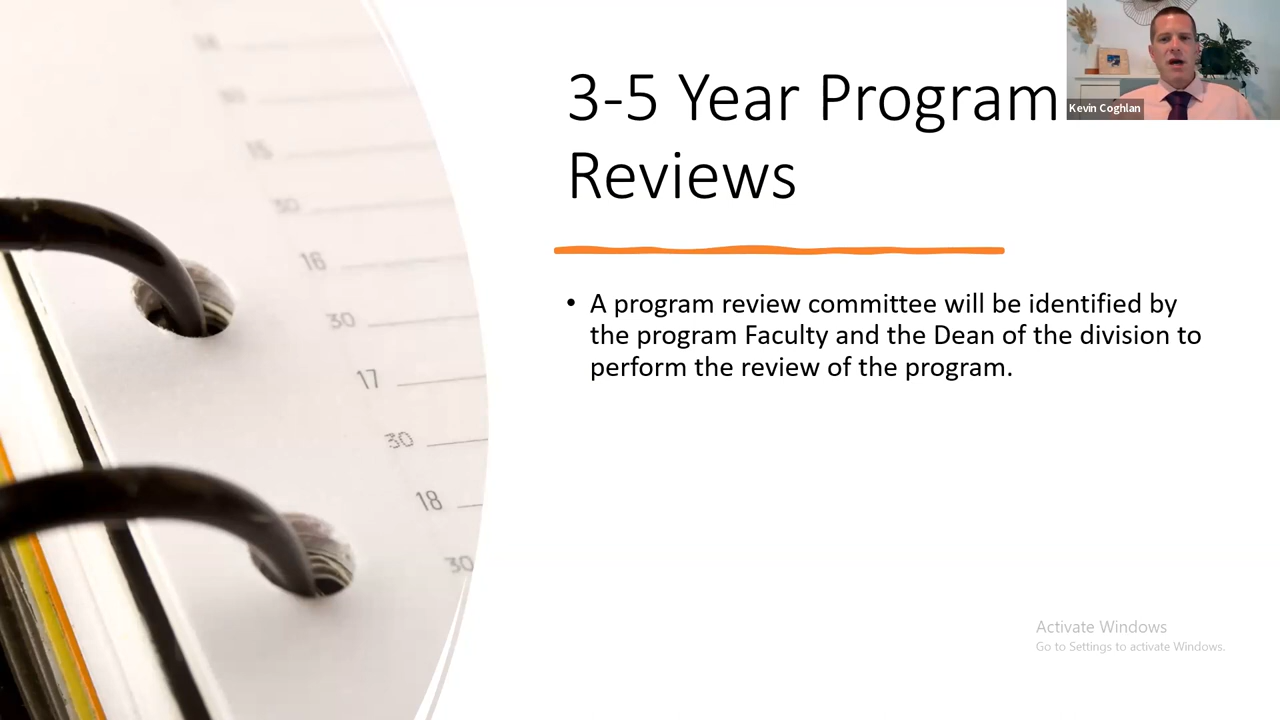 3-5 Year Program
Reviews
Kevin Coghlan
• A program review committee will be identified by
the program Faculty and the Dean of the division to
perform the review of the program.
16
30
17
30
18
30
Activate Windows
Go to Settings to activate Windows.